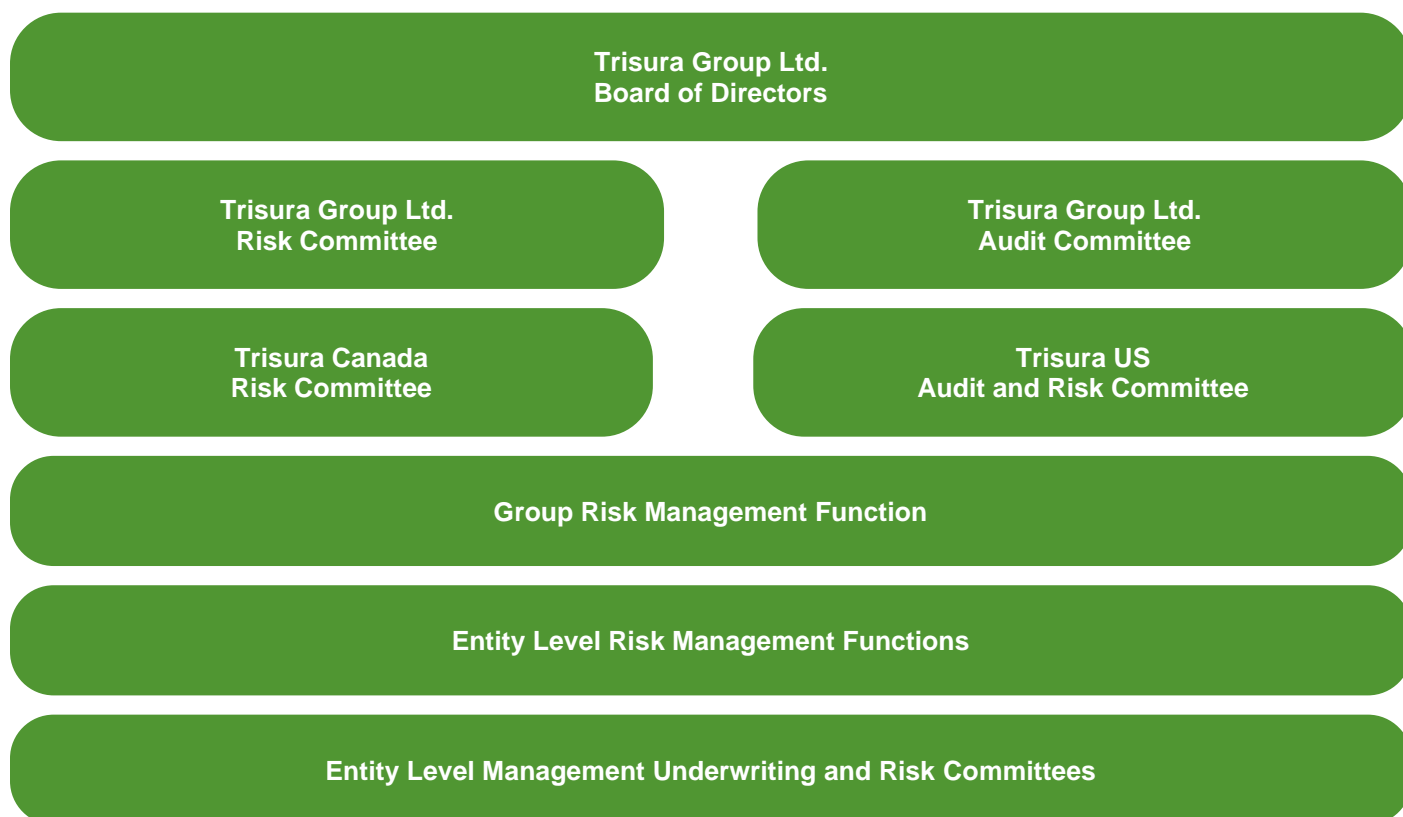 Trisura Group Ltd.
Board of Directors
Trisura Group Ltd.
Risk Committee
Trisura Group Ltd.
Audit Committee
Trisura Canada
Risk Committee
Trisura US
Audit and Risk Committee
Group Risk Management Function
Entity Level Risk Management Functions
Entity Level Management Underwriting and Risk Committees